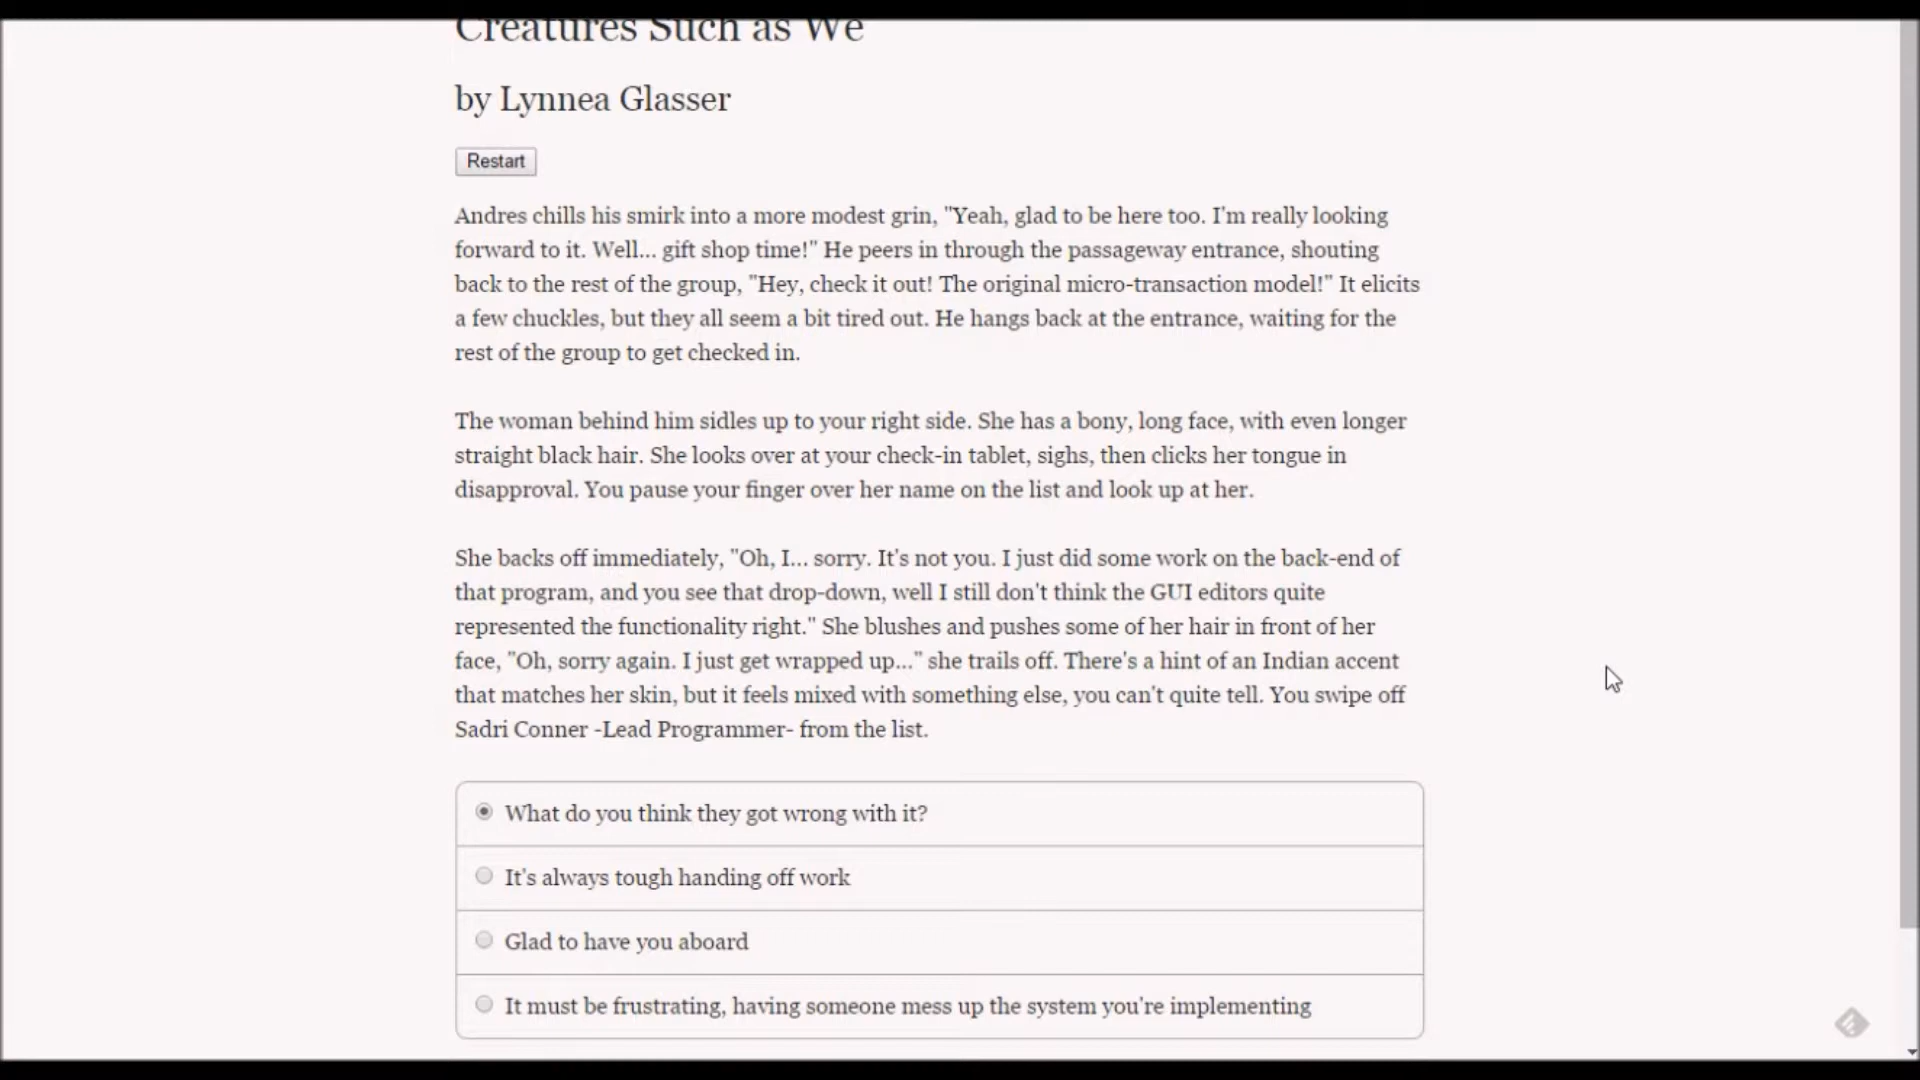 Creatures Such as We
by Lynnea Glasser
Restart
Andres chills his smirk into a more modest grin, "Yeah, glad to be here too. I'm really looking
forward to it. Well... gift shop time!" He peers in through the passageway entrance, shouting
back to the rest of the group, "Hey, check it out! The original micro-transaction model!" It elicits
a few chuckles, but they all seem a bit tired out. He hangs back at the entrance, waiting for the
rest of the group to get checked in.
The woman behind him sidles up to your right side. She has a bony, long face, with even longer
straight black hair. She looks over at your check-in tablet, sighs, then clicks her tongue in
disapproval. You pause your finger over her name on the list and look up at her.
She backs off immediately, "Oh, I... sorry. It's not you. I just did some work on the back-end of
that program, and you see that drop-down, well I still don't think the GUI editors quite
represented the functionality right." She blushes and pushes some of her hair in front of her
face, "Oh, sorry again. I just get wrapped up..." she trails off. There's a hint of an Indian accent
that matches her skin, but it feels mixed with something else, you can't quite tell. You swipe off
Sadri Conner -Lead Programmer- from the list.
What do you think they got wrong with it?
It's always tough handing off work
Glad to have you aboard
It must be frustrating, having someone mess up the system you're implementing